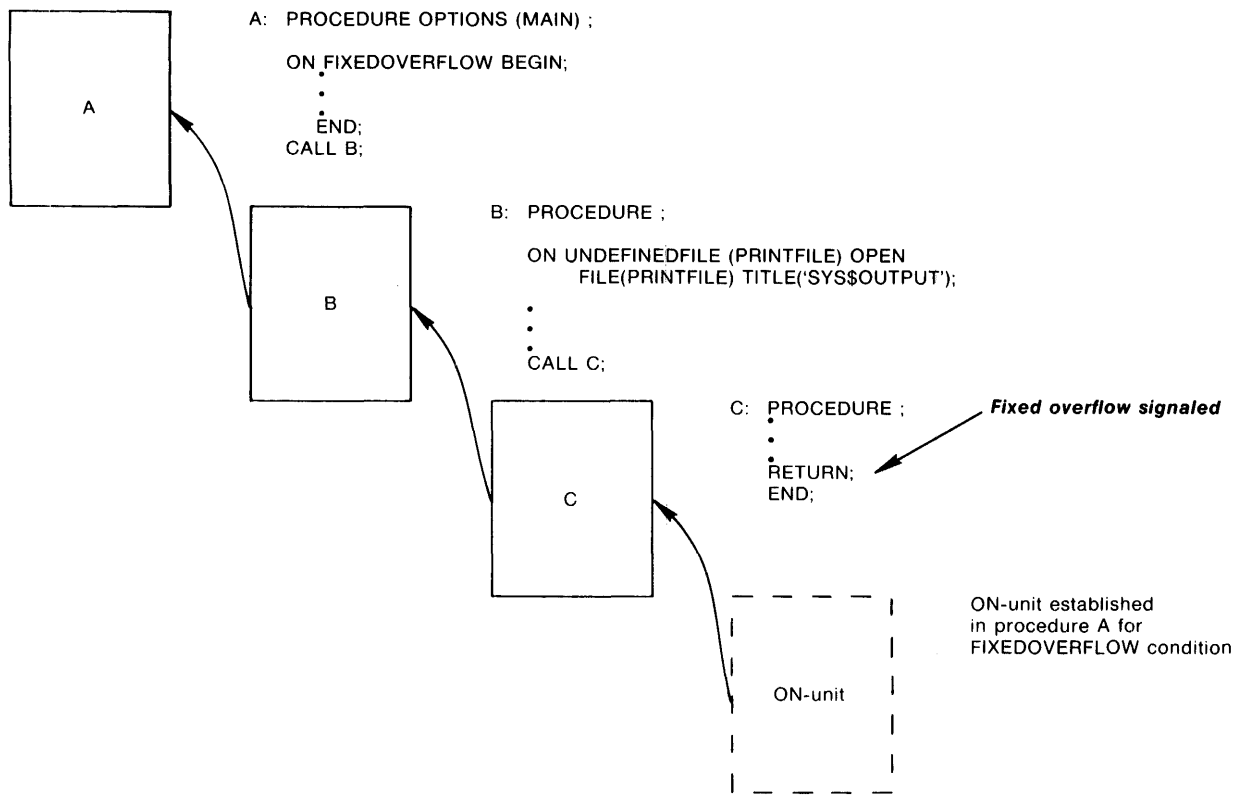 A: PROCEDURE OPTIONS (MAIN) ;
ON FIXEDOVERFLOW BEGIN;
END;
CALL B;
A
B: PROCEDURE ;
ON UNDEFINEDFILE (PRINTFILE) OPEN
FILE(PRINTFILE) TITLE('SYS$OUTPUT');
CALL C;
B
C: PROCEDURE ;
Fixed overflow signaled
RETURN;
END;
C
ON-unit established
in procedure A for
FIXEDOVERFLOW condition
ON-unit